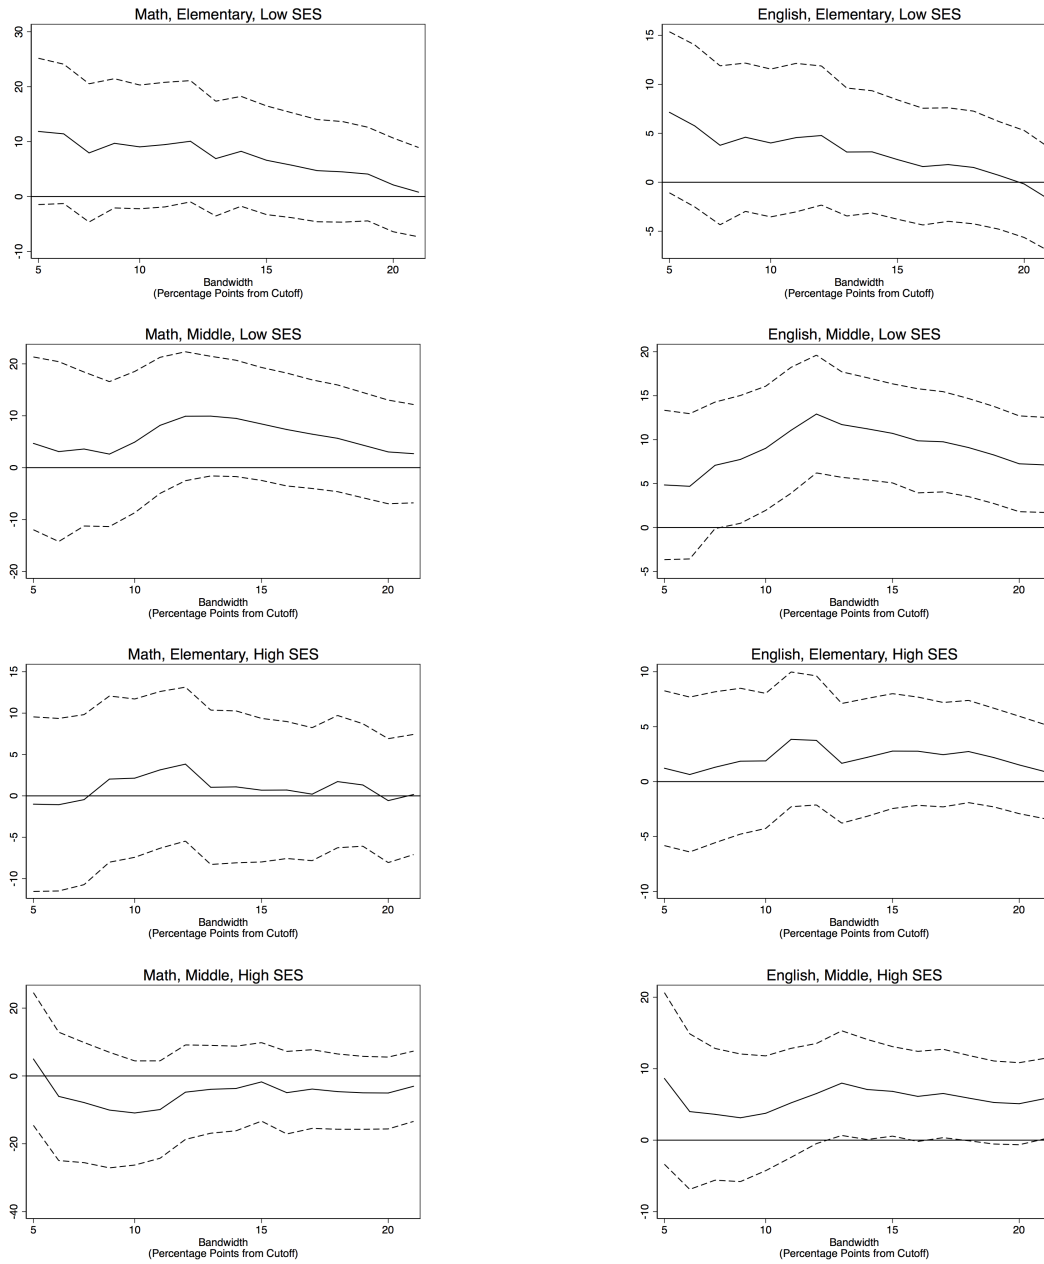 Math, Elementary, Low SES
30
20
10
0
-10
5 10 15 20
Bandwidth
(Percentage Points from Cutoff)
English, Elementary, Low SES
15
10
5
0
-5
5 10 15 20
Bandwidth
(Percentage Points from Cutoff)
Math, Middle, Low SES
20
10
0
-10
-20
5 10 15 20
Bandwidth
(Percentage Points from Cutoff)
English, Middle, Low SES
20
15
10
5
0
-5
5 10 15 20
Bandwidth
(Percentage Points from Cutoff)
Math, Elementary, High SES
15
10
5
0
-5
-10
5 10 15 20
Bandwidth
(Percentage Points from Cutoff)
English, Elementary, High SES
10
5
0
-5
-10
5 10 15 20
Bandwidth
(Percentage Points from Cutoff)
Math, Middle, High SES
20
0
-20
-40
5 10 15 20
Bandwidth
(Percentage Points from Cutoff)
English, Middle, High SES
20
10
0
-10
5 10 15 20
Bandwidth
(Percentage Points from Cutoff)